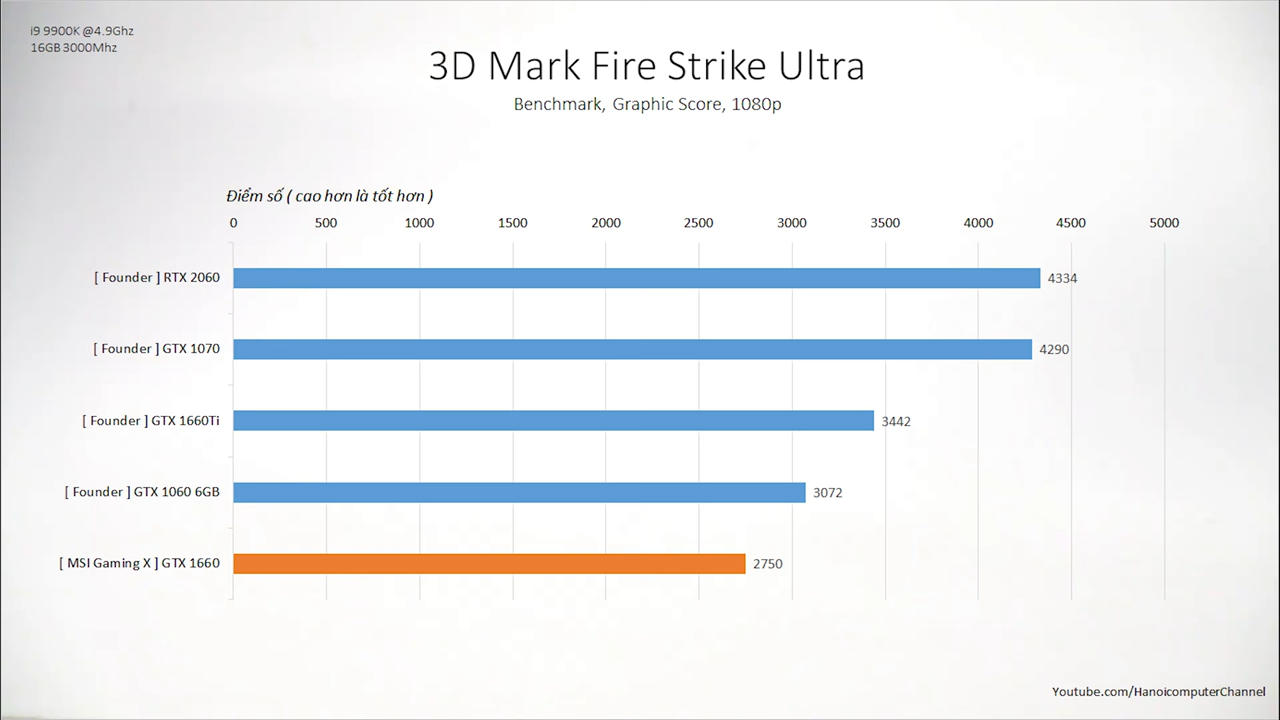 i9 9900K @4.9Ghz
16GB 3000Mhz
3D Mark Fire Strike Ultra
Benchmark, Graphic Score, 1080p
Điểm số ( cao hơn là tốt hơn )
0 500 1000 1500 2000 2500 3000 3500 4000 4500 5000
[ Founder ] RTX 2060 4334
[ Founder ] GTX 1070 4290
[ Founder ] GTX 1660Ti 3442
[ Founder ] GTX 1060 6GB 3072
[ MSI Gaming X ] GTX 1660 2750
Youtube.com/HanoicomputerChannel